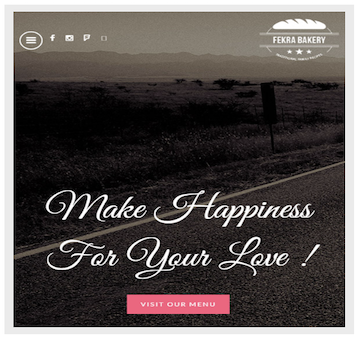 FEKRA BAKERY
Make Happiness
For Your Love !
VISIT OUR MENU